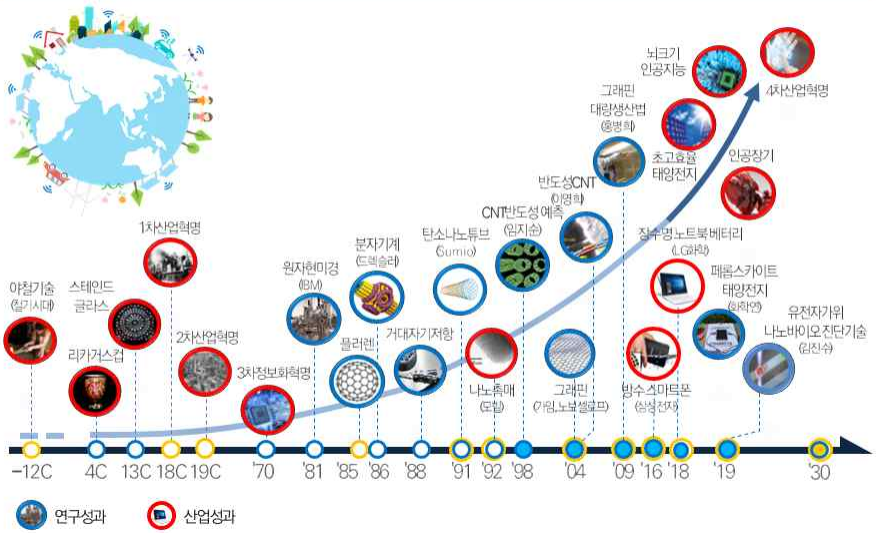 뇌크기
인공지능
4차산업혁명
그래핀
대량생산법
(홍병희)
초고효율
태양전지
인공장기
반도성CNT
(이영희)
CNT반도성 예측
(임지순)
탄소나노튜브
(Sumio)
분자기계
(드렉슬러)
원자현미경
(IBM)
1차산업혁명
장수명 노트북 베터리
(LG화학)
페롭스카이트
태양전지
(화학연)
유전자가위
나노바이오진단기술
(김진수)
야철기술
(철기시대)
스테인드
글라스
리카거스컵
2차산업혁명
3차정보화혁명
플러렌
거대자기저항
나노촉매
(모빌)
그래핀
(가임, 노보셀로프)
방수 스마트폰
(삼성전자)
-12C
4C
13C
18C
19C
'70
'81
'85
'86
'88
'91
'92
'98
'04
'09
'16
'18
'19
'30
연구성과
산업성과